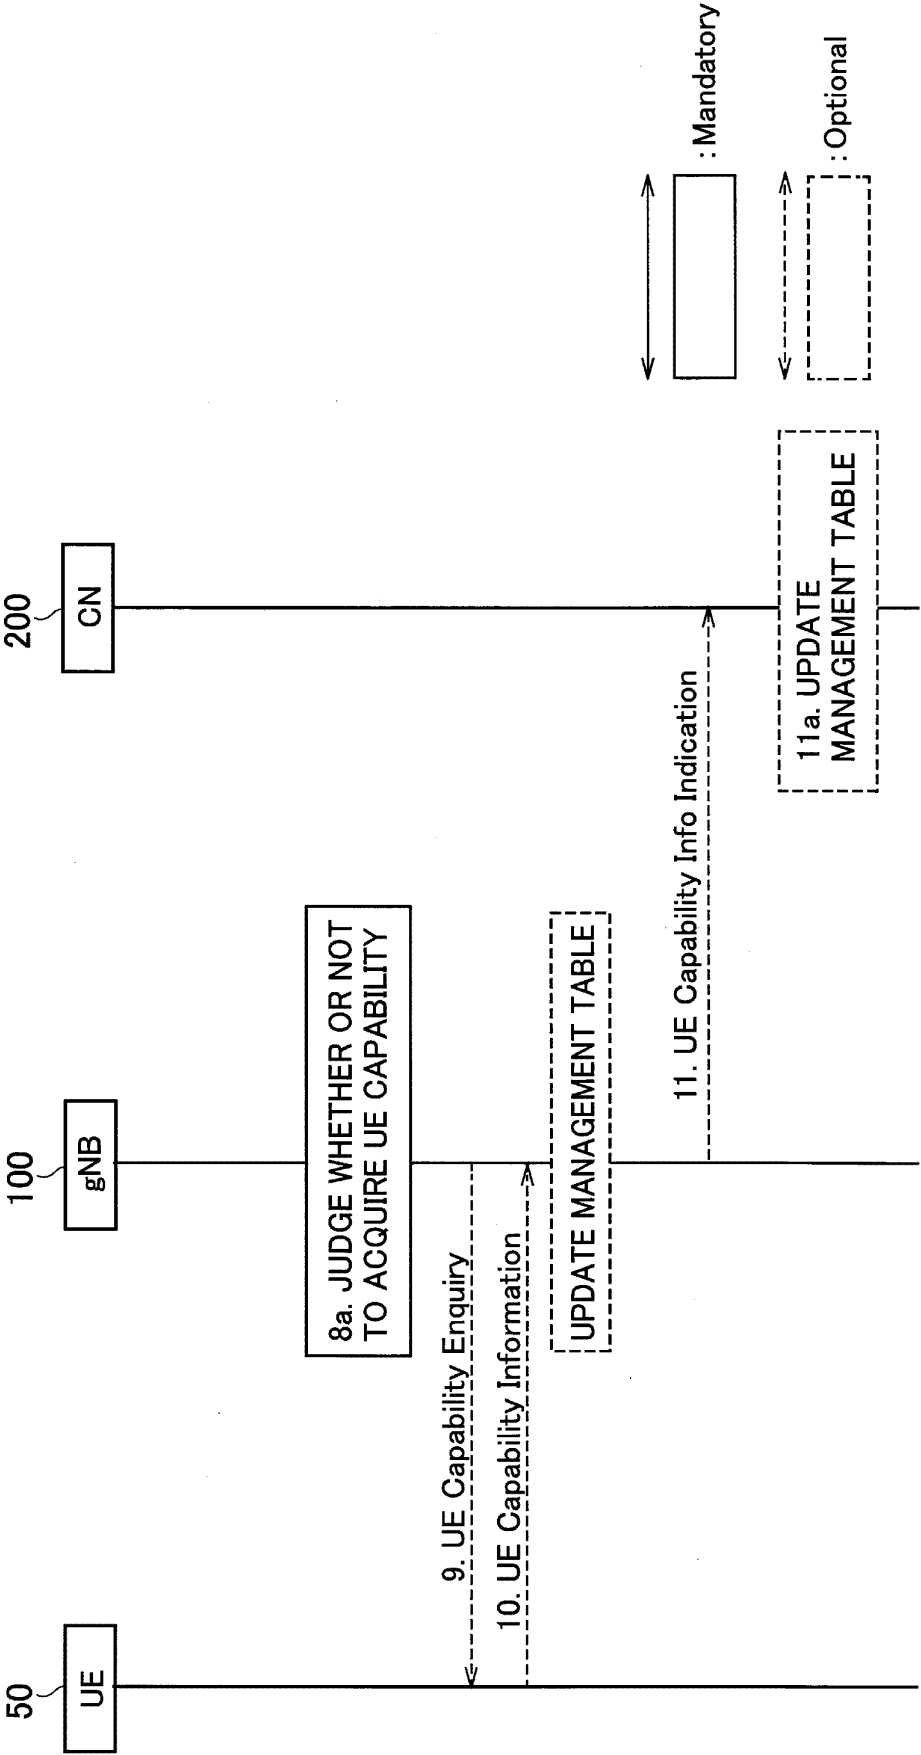 50
UE
100
gNB
200
CN
8a. JUDGE WHETHER OR NOT
TO ACQUIRE UE CAPABILITY
9. UE Capability Enquiry
10. UE Capability Information
UPDATE MANAGEMENT TABLE
11. UE Capability Info Indication
11a. UPDATE
MANAGEMENT TABLE
: Mandatory
: Optional